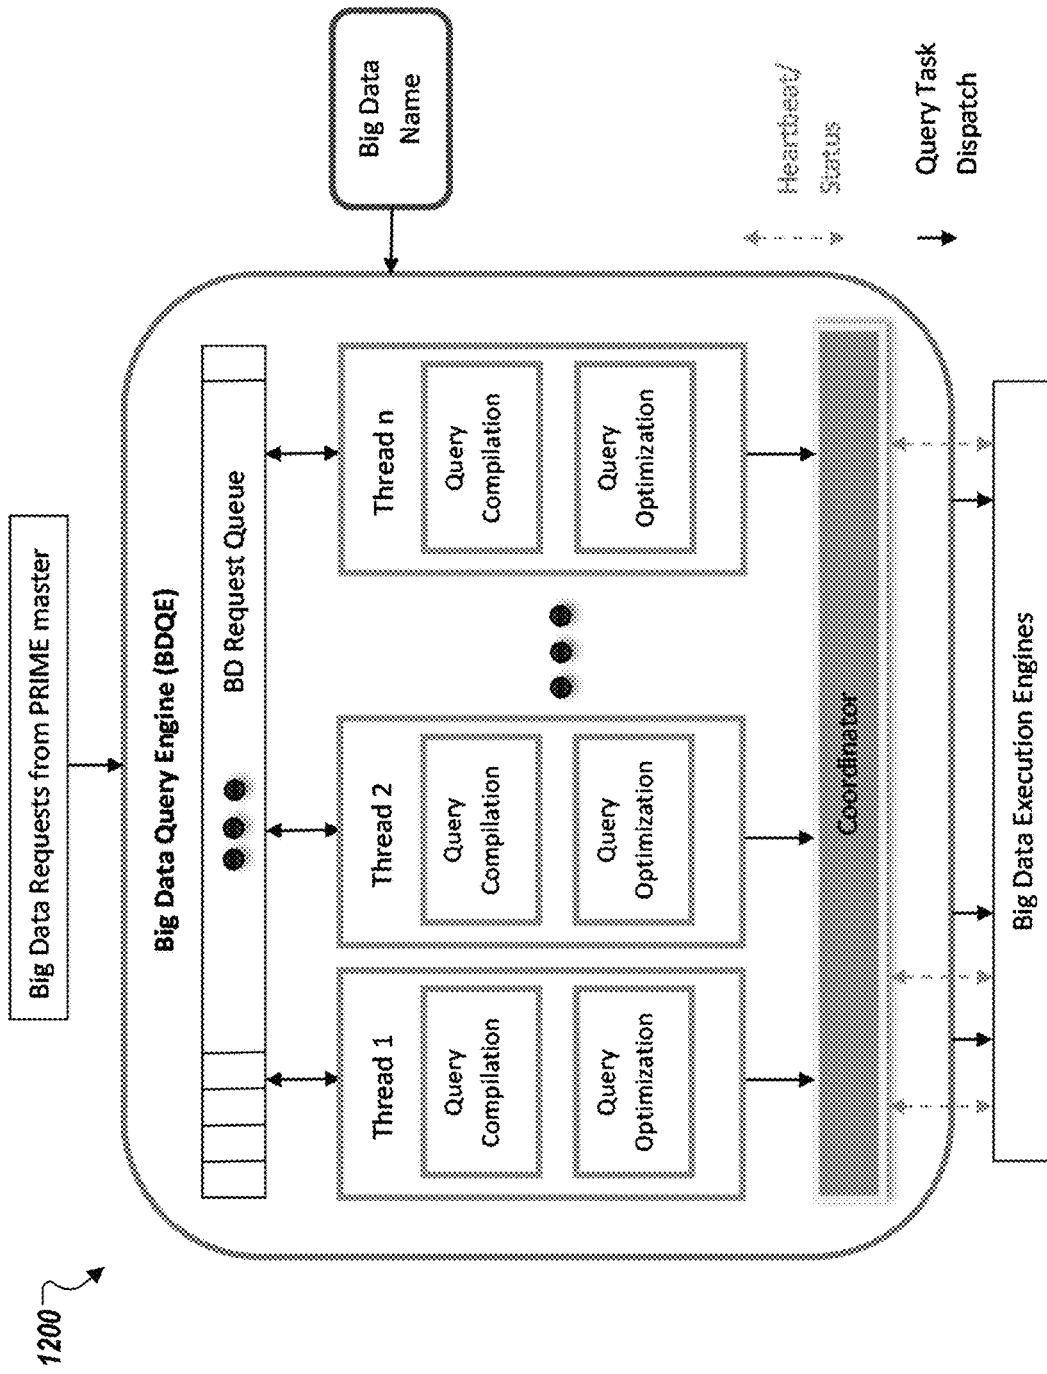 1200
Big Data Requests from PRIME master
Big Data Query Engine (BDQE)
BD Request Queue
Thread 1
Query
Compilation
Query
Optimization
Thread 2
Query
Compilation
Query
Optimization
Thread n
Query
Compilation
Query
Optimization
Coordinator
Big Data Execution Engines
Big Data
Name
Heartbeat/
Status
Query Task
Dispatch